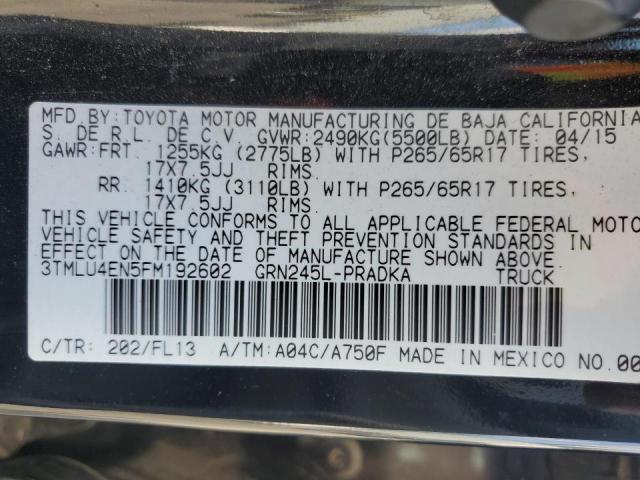 MFD.BY:TOYOTA MOTOR MANUFACTURING DE BAJA CALIFORNIA
S. DE R.L. DE C.V. GVWR:2490KG(5500LB) DATE: 04/15
GAWR:FRT. 1255KG (2775LB) WITH P265/65R17 TIRES,
17X7.5JJ RIMS.
RR. 1410KG (3110LB) WITH P265/65R17 TIRES,
17X7.5JJ RIMS.
THIS VEHICLE CONFORMS TO ALL APPLICABLE FEDERAL MOTO
VEHICLE SAFETY AND THEFT PREVENTION STANDARDS IN
EFFECT ON THE DATE OF MANUFACTURE SHOWN ABOVE.
3TMLU4EN5FM192602 GRN245L-PRADKA TRUCK
C/TR: 202/FL13 A/TM:A04C/A750F MADE IN MEXICO NO.00